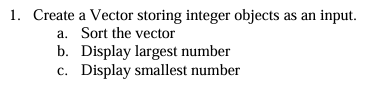 1. Create a Vector storing integer objects as an input.
a. Sort the vector
b. Display largest number
c. Display smallest number